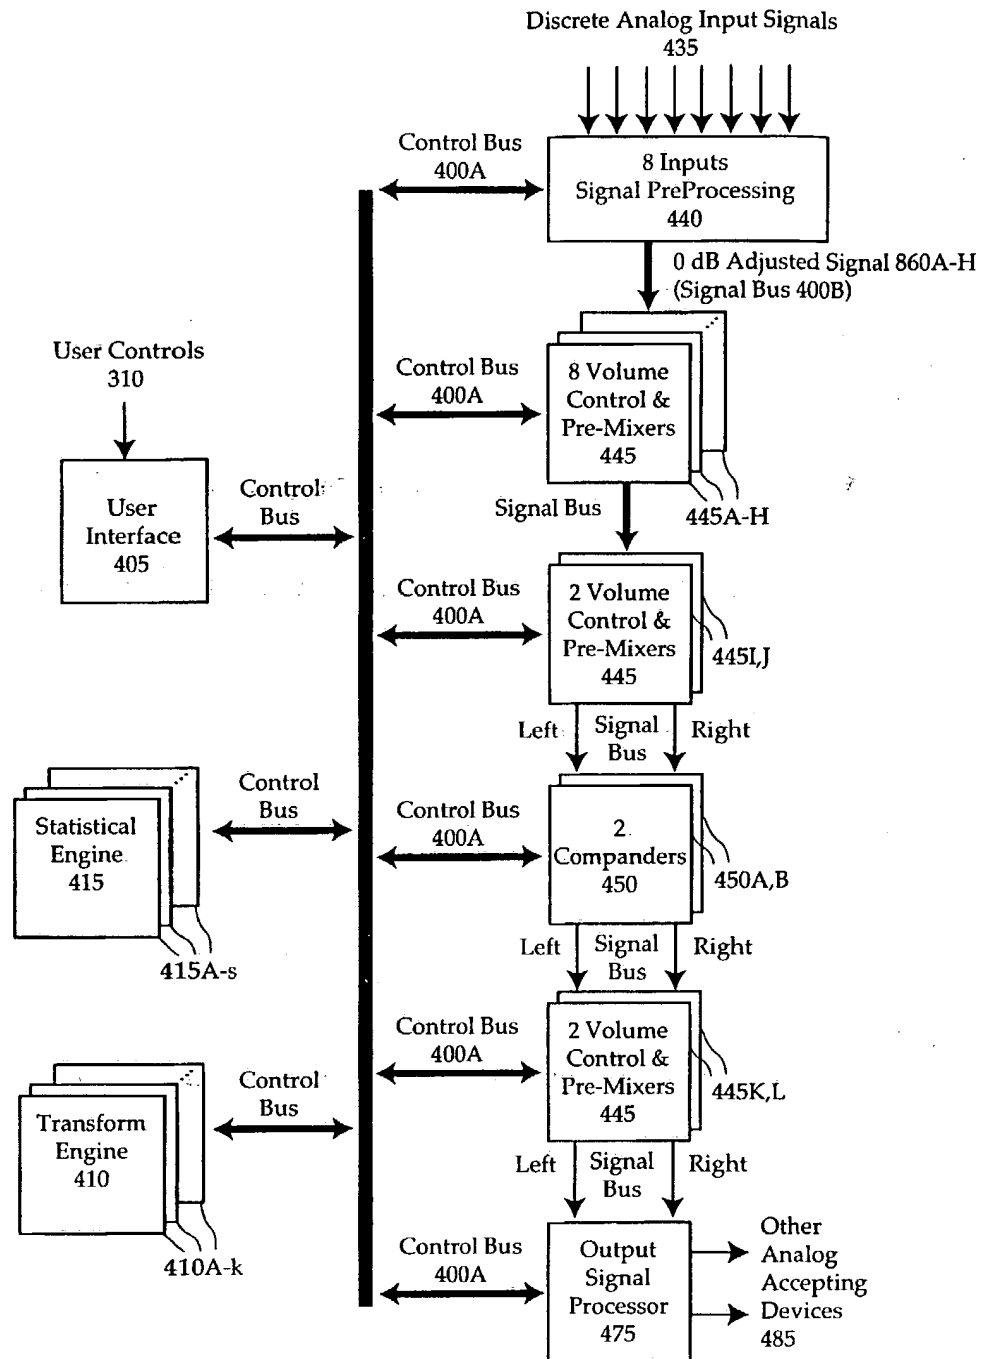 Discrete Analog Input Signals
435
Control Bus
400A
8 Inputs
Signal PreProcessing
440
0 dB Adjusted Signal 860A-H
(Signal Bus 400B)
User Controls
310
Control Bus
400A
8 Volume
Control &
Pre-Mixers
445
445A-H
User
Interface
405
Control
Bus
Signal Bus
Control Bus
400A
2 Volume
Control &
Pre-Mixers
445
445I,J
Left
Signal
Bus
Right
Statistical
Engine
415
415A-s
Control
Bus
Control Bus
400A
2
Companders
450
450A,B
Left
Signal
Bus
Right
Transform
Engine
410
410A-k
Control
Bus
Control Bus
400A
2 Volume
Control &
Pre-Mixers
445
445K,L
Left
Signal
Bus
Right
Control Bus
400A
Output
Signal
Processor
475
Other
Analog
Accepting
Devices
485